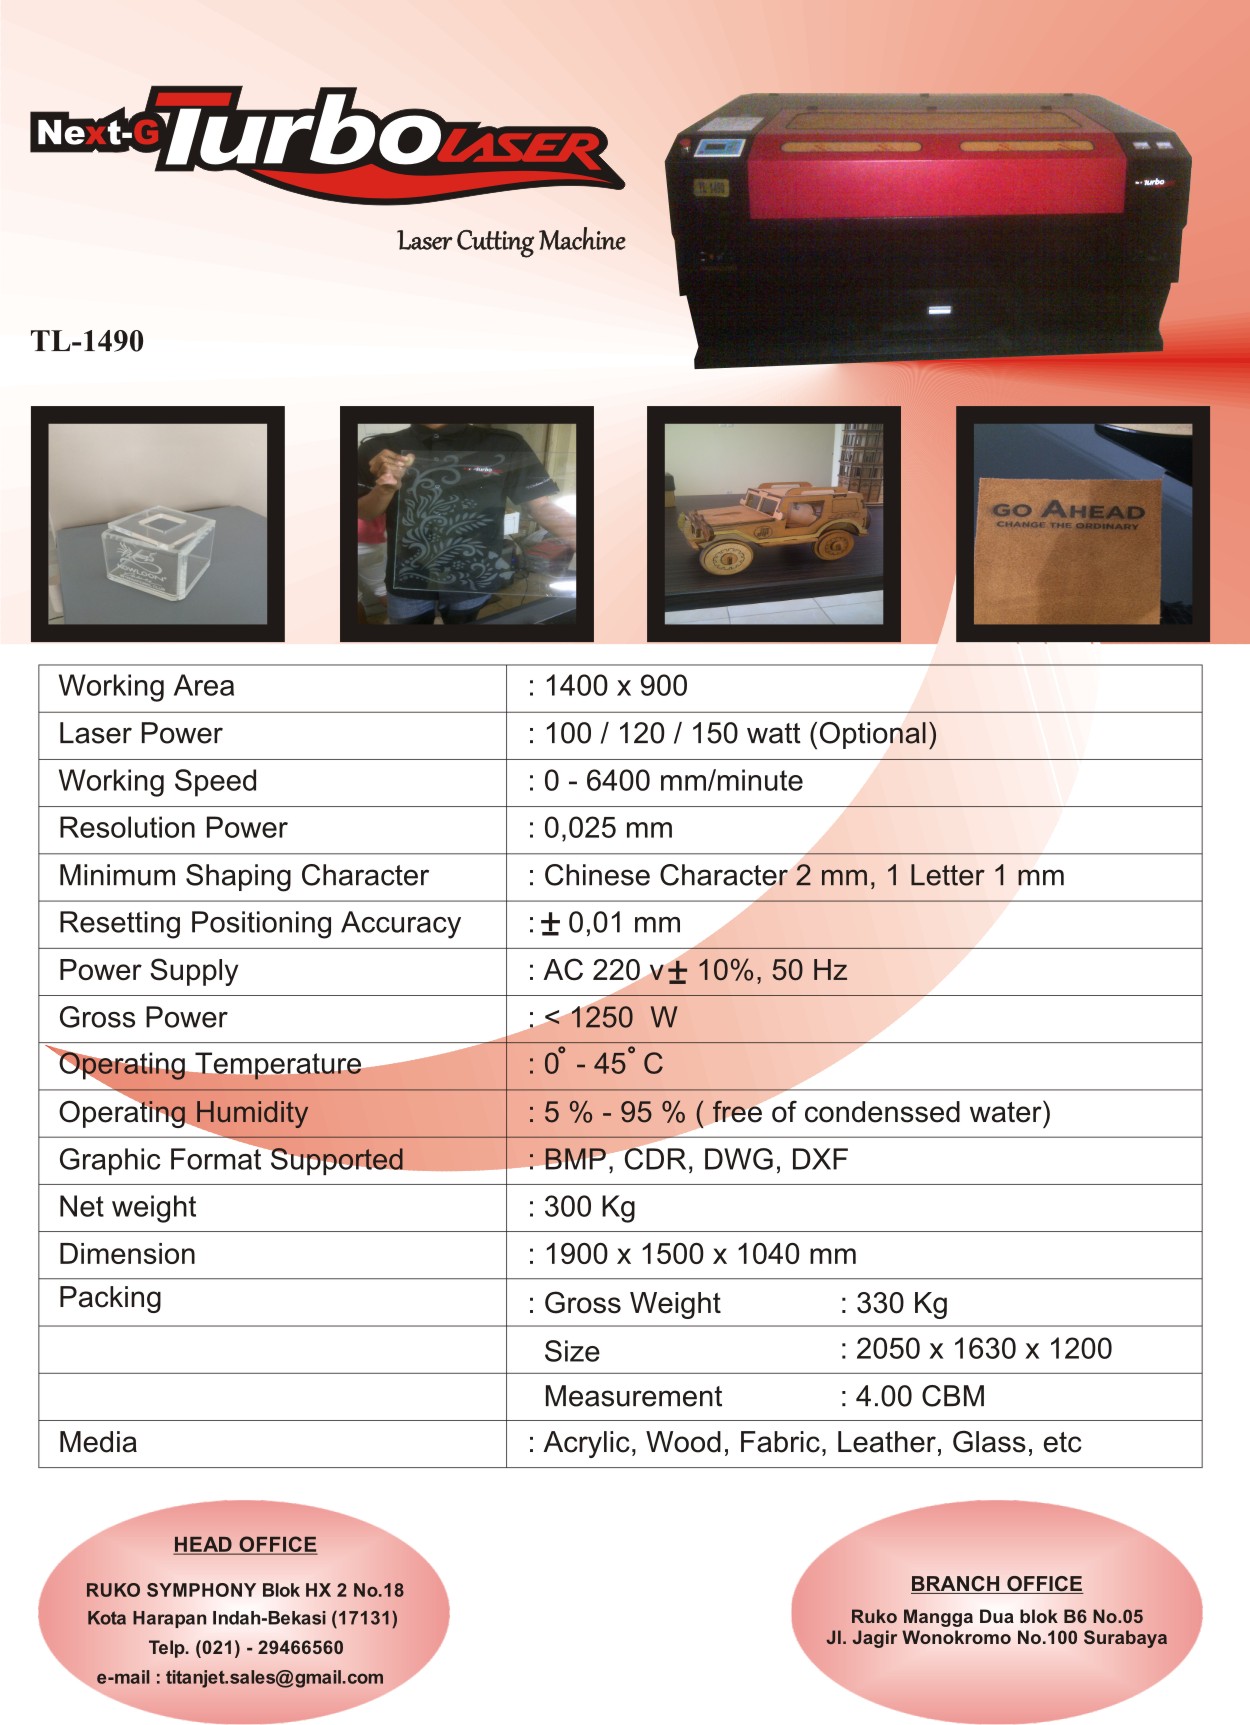 Next-G Turbo LASER
Laser Cutting Machine
TL-1490
TL 1490
Turbo
Turbo
GO AHEAD
CHANGE THE ORDINARY
Working Area : 1400 x 900
Laser Power : 100 / 120 / 150 watt (Optional)
Working Speed : 0 - 6400 mm/minute
Resolution Power : 0,025 mm
Minimum Shaping Character : Chinese Character 2 mm, 1 Letter 1 mm
Resetting Positioning Accuracy : ± 0,01 mm
Power Supply : AC 220 v ± 10%, 50 Hz
Gross Power : < 1250 W
Operating Temperature : 0° - 45° C
Operating Humidity : 5 % - 95 % ( free of condenssed water)
Graphic Format Supported : BMP, CDR, DWG, DXF
Net weight : 300 Kg
Dimension : 1900 x 1500 x 1040 mm
Packing : Gross Weight : 330 Kg
Size : 2050 x 1630 x 1200
Measurement : 4.00 CBM
Media : Acrylic, Wood, Fabric, Leather, Glass, etc
HEAD OFFICE
RUKO SYMPHONY Blok HX 2 No.18
Kota Harapan Indah-Bekasi (17131)
Telp. (021) - 29466560
e-mail : titanjet.sales@gmail.com
BRANCH OFFICE
Ruko Mangga Dua blok B6 No.05
Jl. Jagir Wonokromo No.100 Surabaya